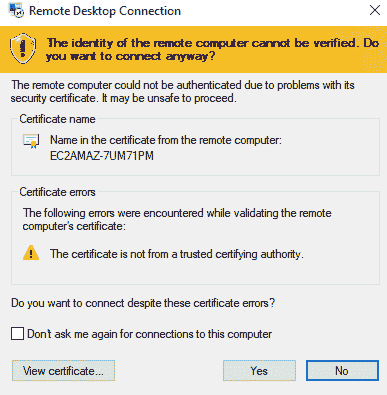 Remote Desktop Connection
The identity of the remote computer cannot be verified. Do
you want to connect anyway?
The remote computer could not be authenticated due to problems with its
security certificate. It may be unsafe to proceed.
Certificate name
Name in the certificate from the remote computer:
EC2AMAZ-7UM71PM
Certificate errors
The following errors were encountered while validating the remote
computer's certificate:
The certificate is not from a trusted certifying authority.
Do you want to connect despite these certificate errors?
Don't ask me again for connections to this computer
View certificate...
Yes
No